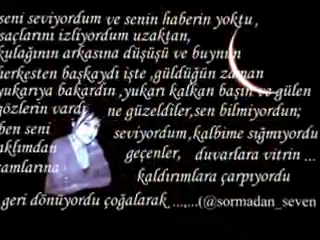 seni seviyordum ve senin haberin yoktu ,
saçlarını izliyordum uzaktan,
kulağının arkasına düşüşü ve buynun
herkesten başkaydı işte ,güldüğün zaman
yukarıya bakardın ,yukarı kalkan başın ve gülen
gözlerin vardı ne güzeldiler,sen bilmiyordun;
ben seni seviyordum ,kalbime sığmıyordu
aklımdan geçenler, duvarlara vitrin ...
camlarına kaldırımlara çarpıyordu
geri dönüyordu çoğalarak ...,...(@sormadan_seven